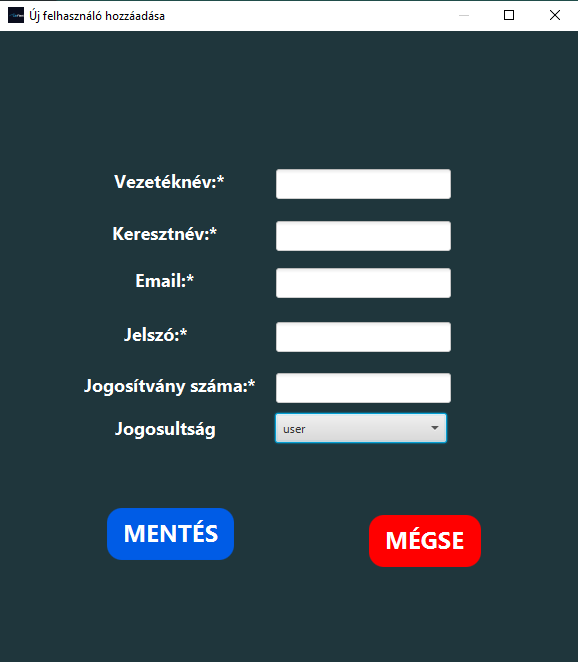 Új felhasználó hozzáadása
Vezetéknév:*
Keresztnév:*
Email:*
Jelszó:*
Jogosítvány száma:*
Jogosultság
user
MENTÉS
MÉGSE